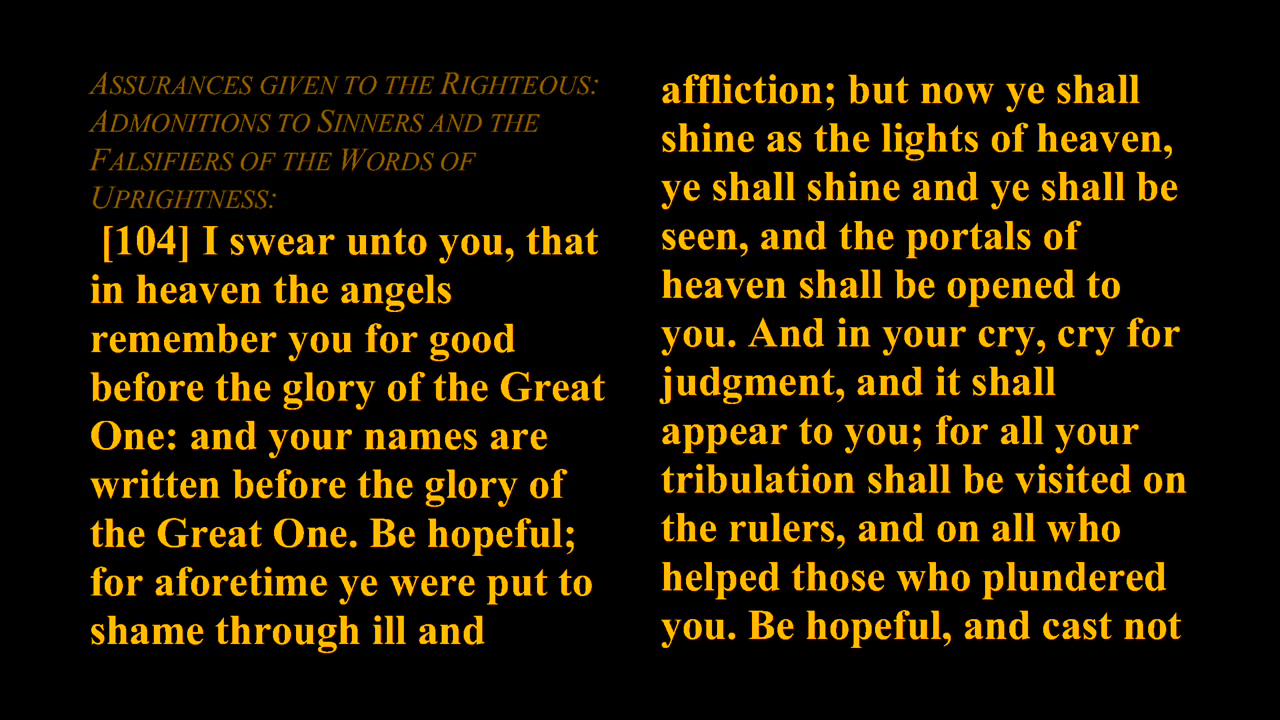 ASSURANCES GIVEN TO THE RIGHTEOUS:
ADMONITIONS TO SINNERS AND THE
FALSIFIERS OF THE WORDS OF
UPRIGHTNESS:
[104] I swear unto you, that
in heaven the angels
remember you for good
before the glory of the Great
One: and your names are
written before the glory of
the Great One. Be hopeful;
for aforetime ye were put to
shame through ill and
affliction; but now ye shall
shine as the lights of heaven,
ye shall shine and ye shall be
seen, and the portals of
heaven shall be opened to
you. And in your cry, cry for
judgment, and it shall
appear to you; for all your
tribulation shall be visited on
the rulers, and on all who
helped those who plundered
you. Be hopeful, and cast not